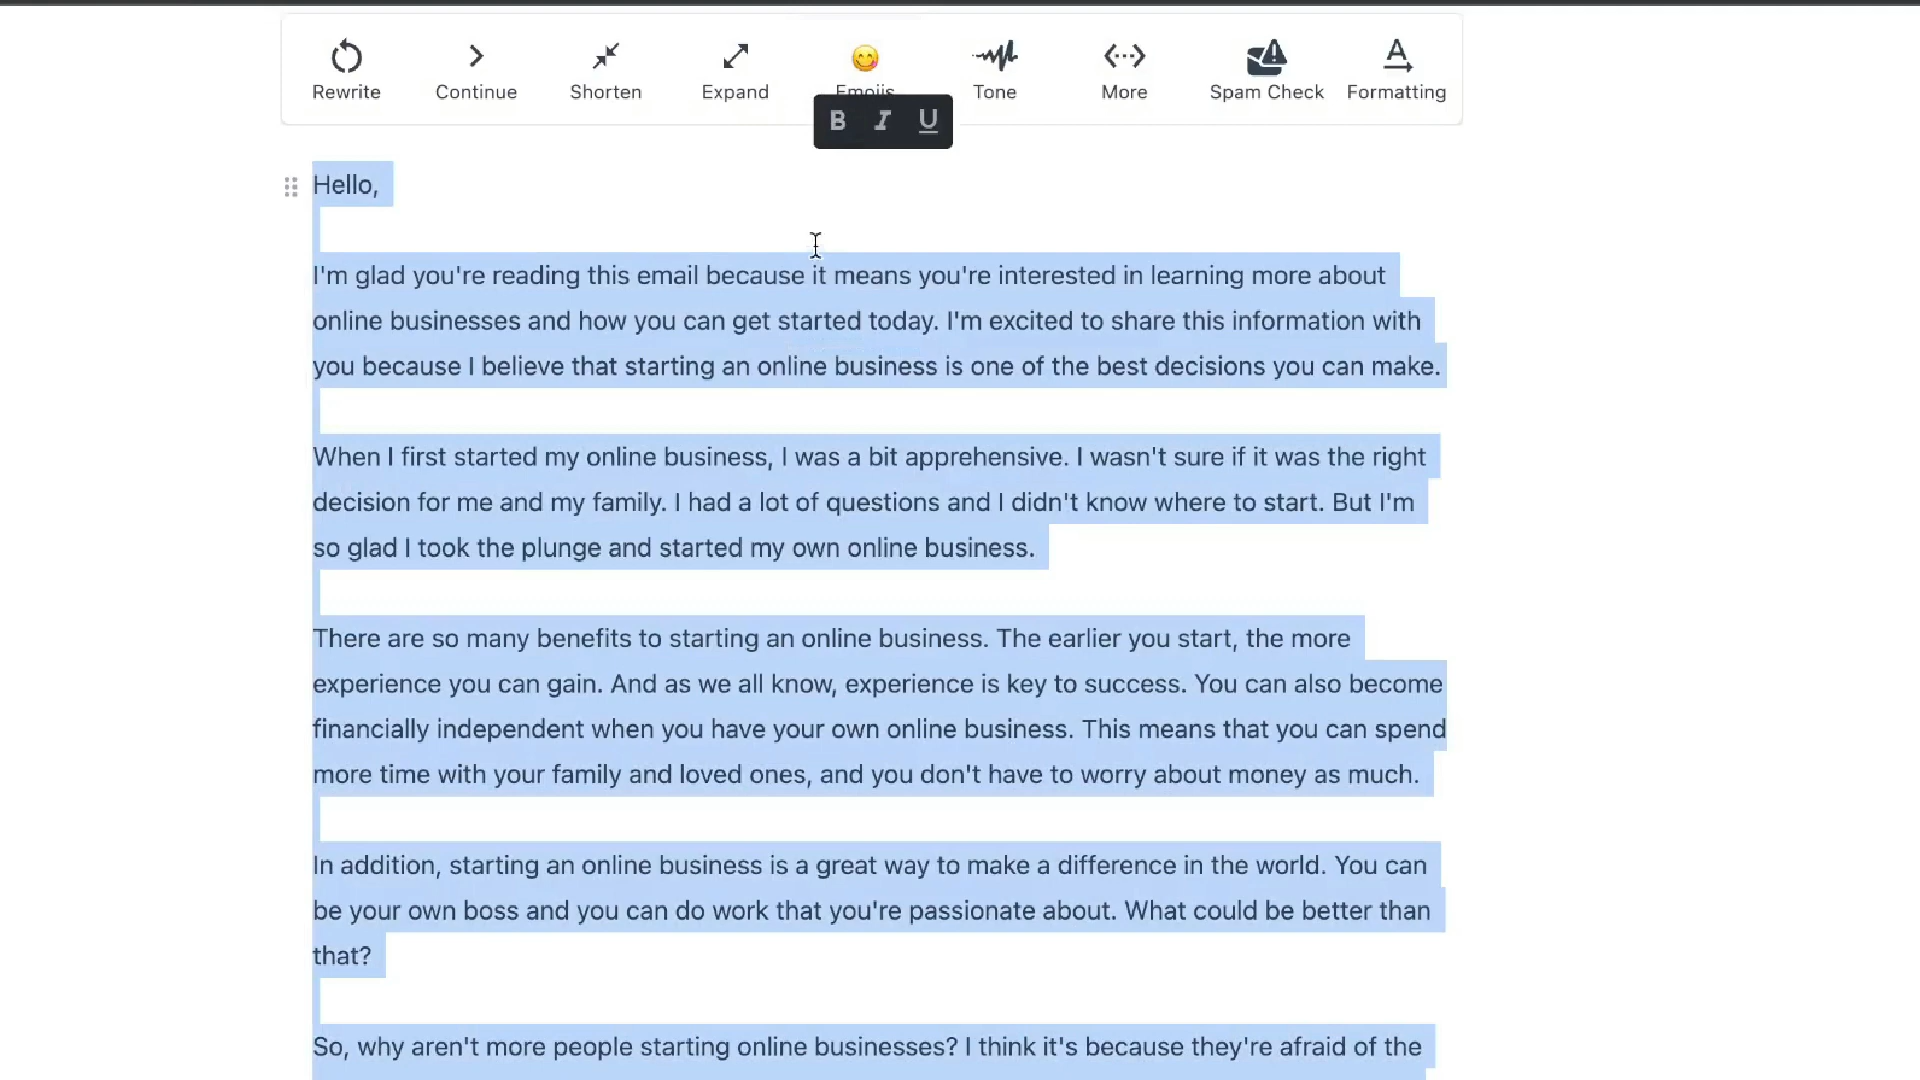 Rewrite Continue Shorten Expand Emojis Tone More Spam Check Formatting
B I U
Hello,
I'm glad you're reading this email because it means you're interested in learning more about
online businesses and how you can get started today. I'm excited to share this information with
you because I believe that starting an online business is one of the best decisions you can make.
When I first started my online business, I was a bit apprehensive. I wasn't sure if it was the right
decision for me and my family. I had a lot of questions and I didn't know where to start. But I'm
so glad I took the plunge and started my own online business.
There are so many benefits to starting an online business. The earlier you start, the more
experience you can gain. And as we all know, experience is key to success. You can also become
financially independent when you have your own online business. This means that you can spend
more time with your family and loved ones, and you don't have to worry about money as much.
In addition, starting an online business is a great way to make a difference in the world. You can
be your own boss and you can do work that you're passionate about. What could be better than
that?
So, why aren't more people starting online businesses? I think it's because they're afraid of the